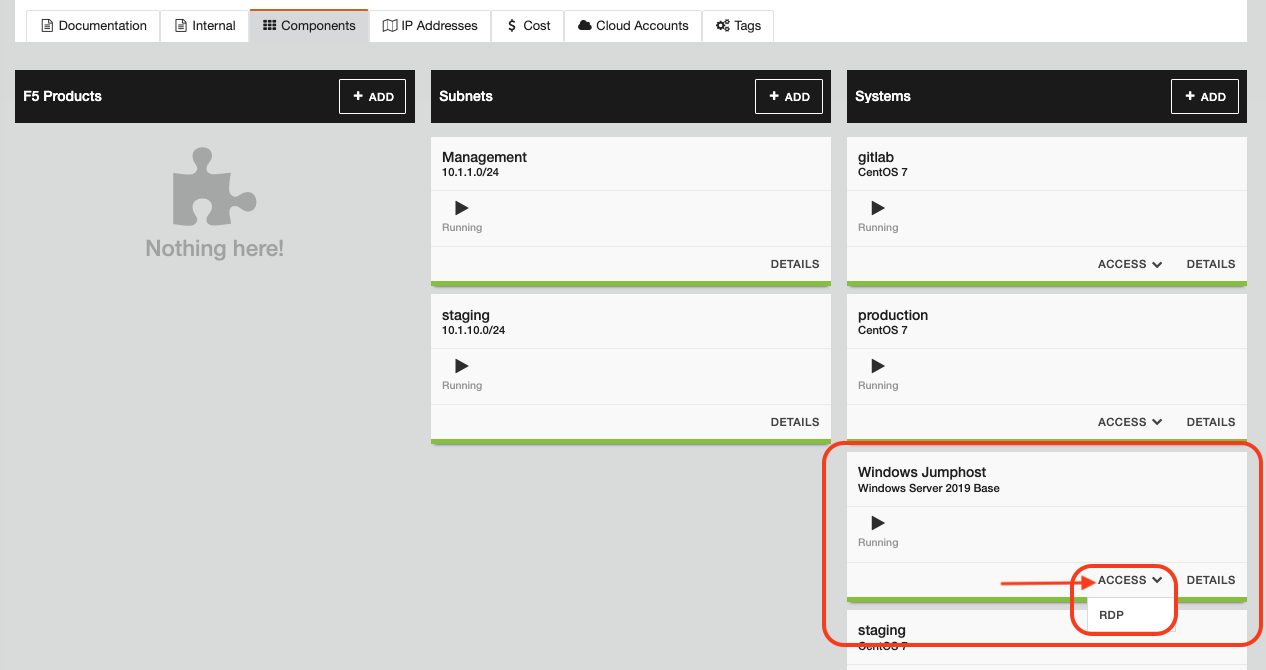 Documentation
Internal
Components
IP Addresses
$ Cost
Cloud Accounts
Tags
F5 Products
+ ADD
Nothing here!
Subnets
+ ADD
Management
10.1.1.0/24
Running
DETAILS
staging
10.1.10.0/24
Running
DETAILS
Systems
+ ADD
gitlab
CentOS 7
Running
ACCESS DETAILS
production
CentOS 7
Running
ACCESS DETAILS
Windows Jumphost
Windows Server 2019 Base
Running
ACCESS DETAILS
RDP
staging
CentOS 7